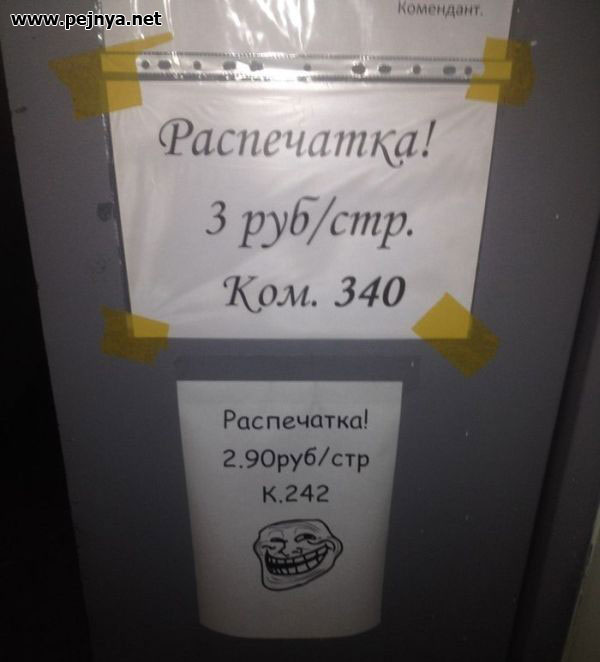 www.pejnya.net
Комендант.
Распечатка!
3 руб/стр.
Ком. 340
Распечатка!
2.90руб/стр
К.242